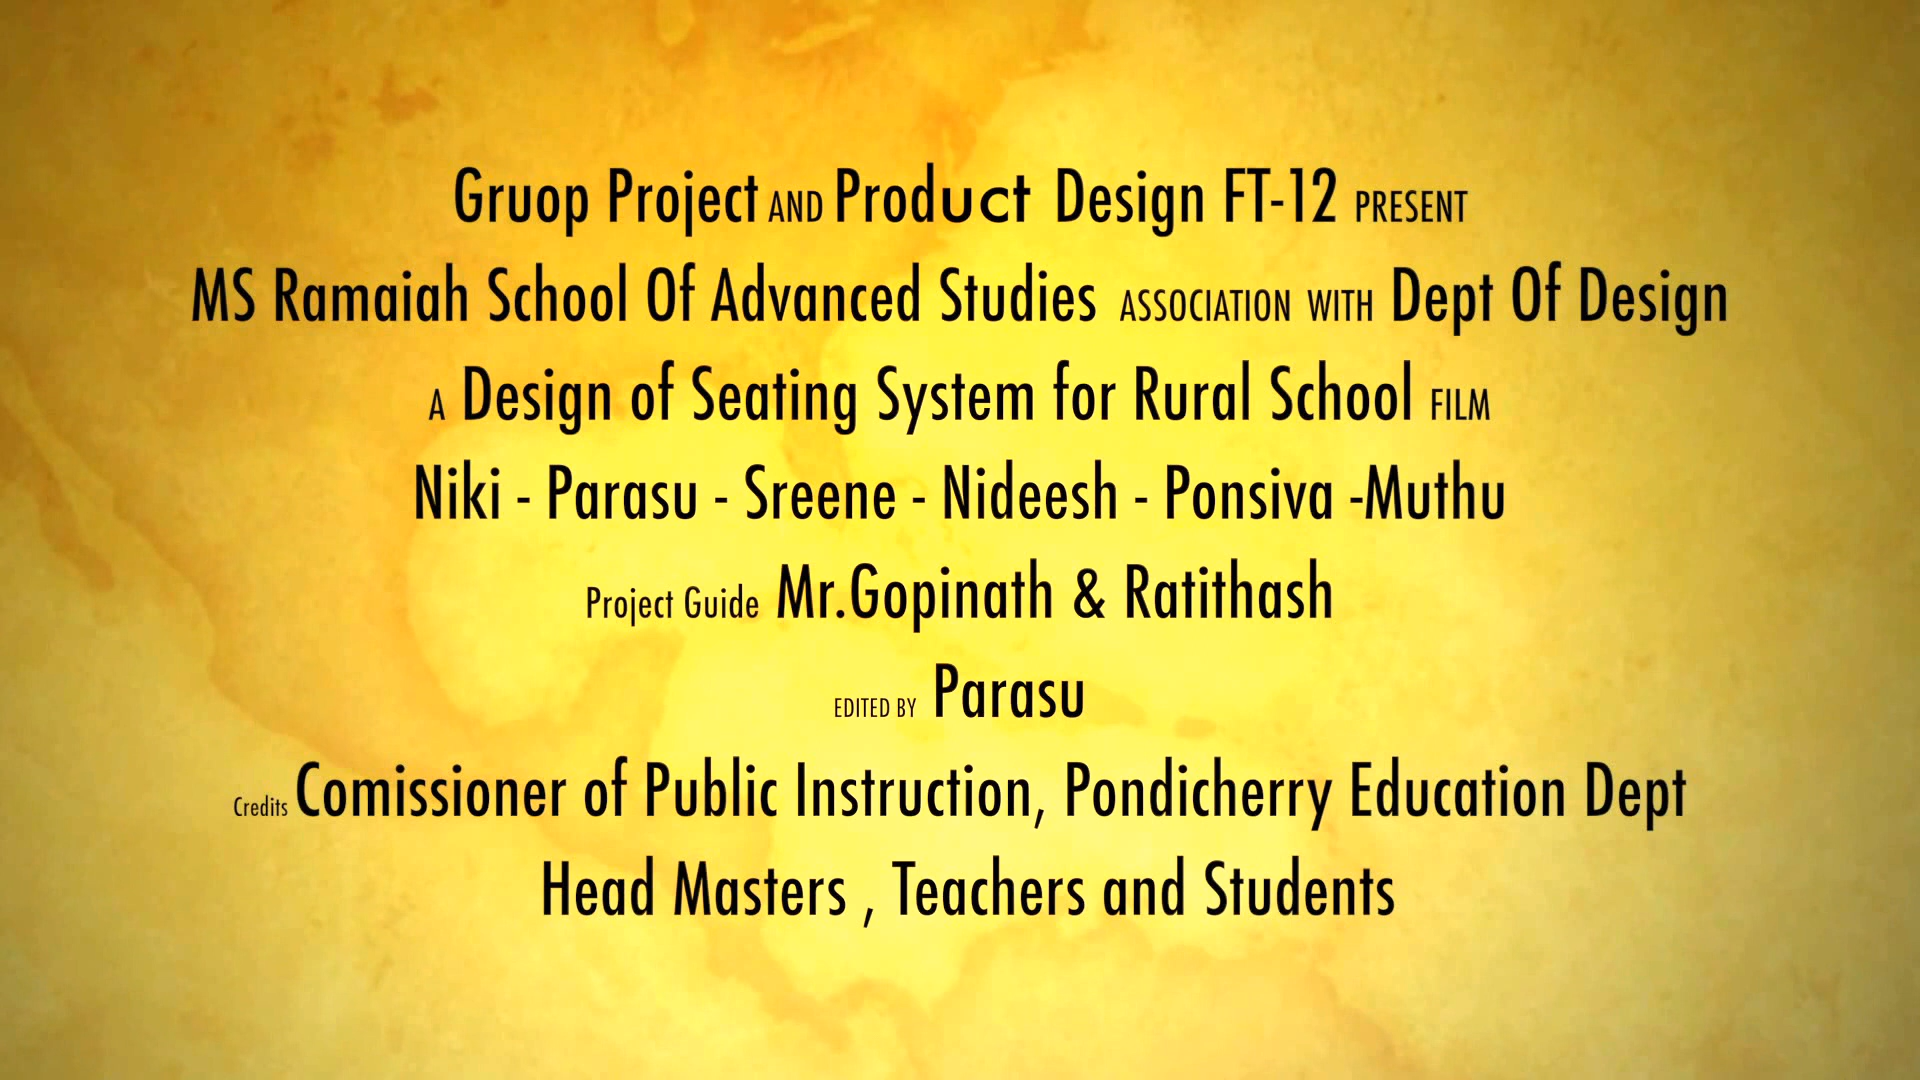 Gruop Project AND Product Design FT-12 PRESENT
MS Ramaiah School Of Advanced Studies ASSOCIATION WITH Dept Of Design
A Design of Seating System for Rural School FILM
Niki - Parasu - Sreene - Nideesh - Ponsiva -Muthu
Project Guide Mr.Gopinath & Ratithash
EDITED BY Parasu
Credits Comissioner of Public Instruction, Pondicherry Education Dept
Head Masters , Teachers and Students